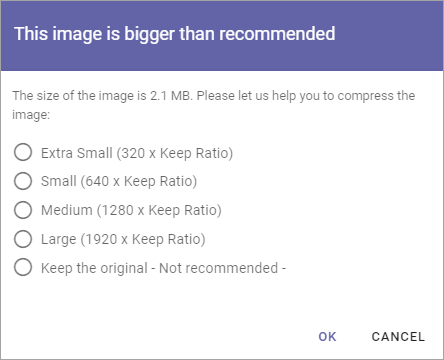 This image is bigger than recommended
The size of the image is 2.1 MB. Please let us help you to compress the
image:
Extra Small (320 x Keep Ratio)
Small (640 x Keep Ratio)
Medium (1280 x Keep Ratio)
Large (1920 x Keep Ratio)
Keep the original - Not recommended -
OK CANCEL